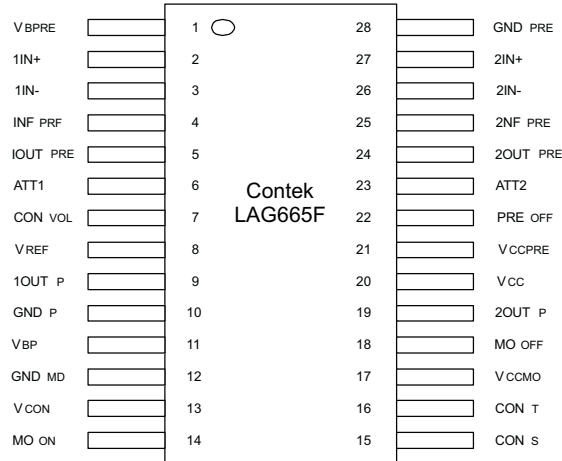 VBPRE 1 28 GND PRE
1IN+ 2 27 2IN+
1IN- 3 26 2IN-
INF PRF 4 25 2NF PRE
IOUT PRE 5 24 2OUT PRE
ATT1 6 23 ATT2
Contek
CON VOL 7 LAG665F 22 PRE OFF
VREF 8 21 VCCPRE
1OUT P 9 20 VCC
GND P 10 19 2OUT P
VBP 11 18 MO OFF
GND MD 12 17 VCCMO
VCON 13 16 CON T
MO ON 14 15 CON S